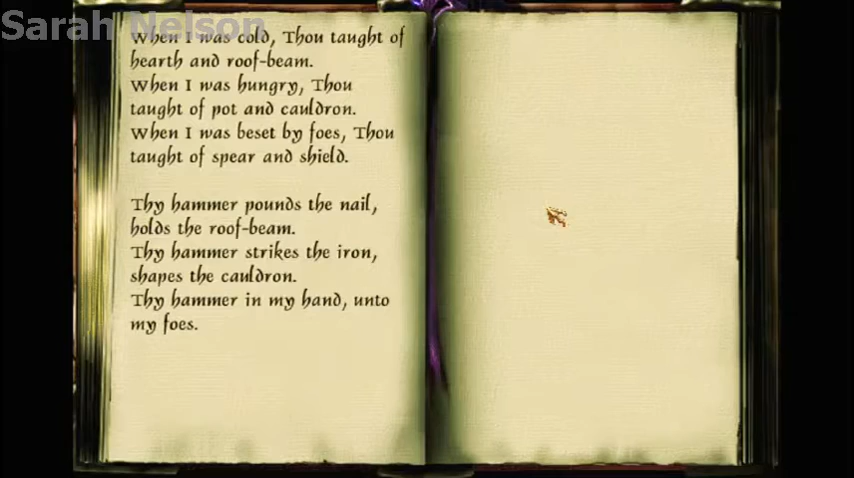 Sarah Nelson
When I was cold, Thou taught of
hearth and roof-beam.
When I was hungry, Thou
taught of pot and cauldron.
When I was beset by foes, Thou
taught of spear and shield.
Thy hammer pounds the nail,
holds the roof-beam.
Thy hammer strikes the iron,
shapes the cauldron.
Thy hammer in my hand, unto
my foes.